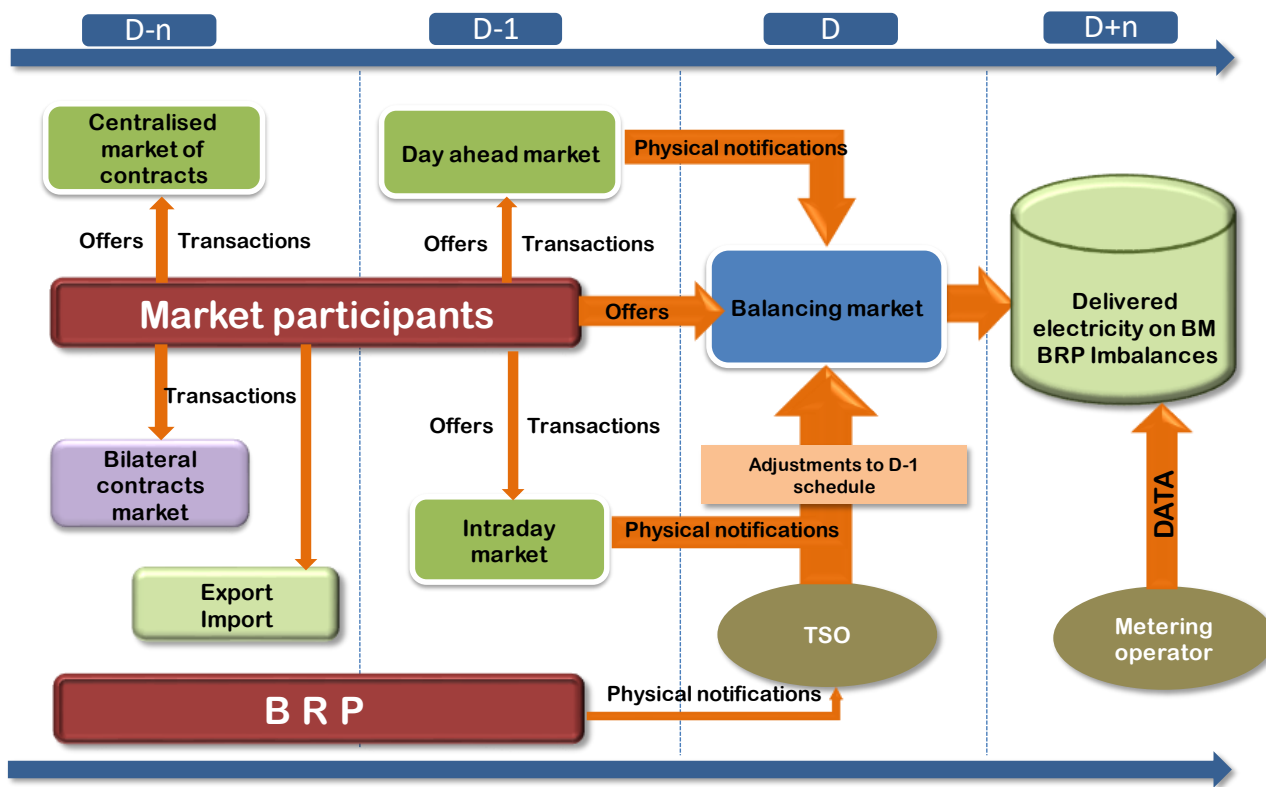 D-n
D-1
D
D+n
Centralised
market of
contracts
Day ahead market
Physical notifications
Offers
Transactions
Offers
Transactions
Market participants
Offers
Balancing market
Delivered
electricity on BM
BRP Imbalances
Transactions
Offers
Transactions
Bilateral
contracts
market
Adjustments to D-1
schedule
DATA
Intraday
market
Physical notifications
Export
Import
TSO
Metering
operator
B R P
Physical notifications